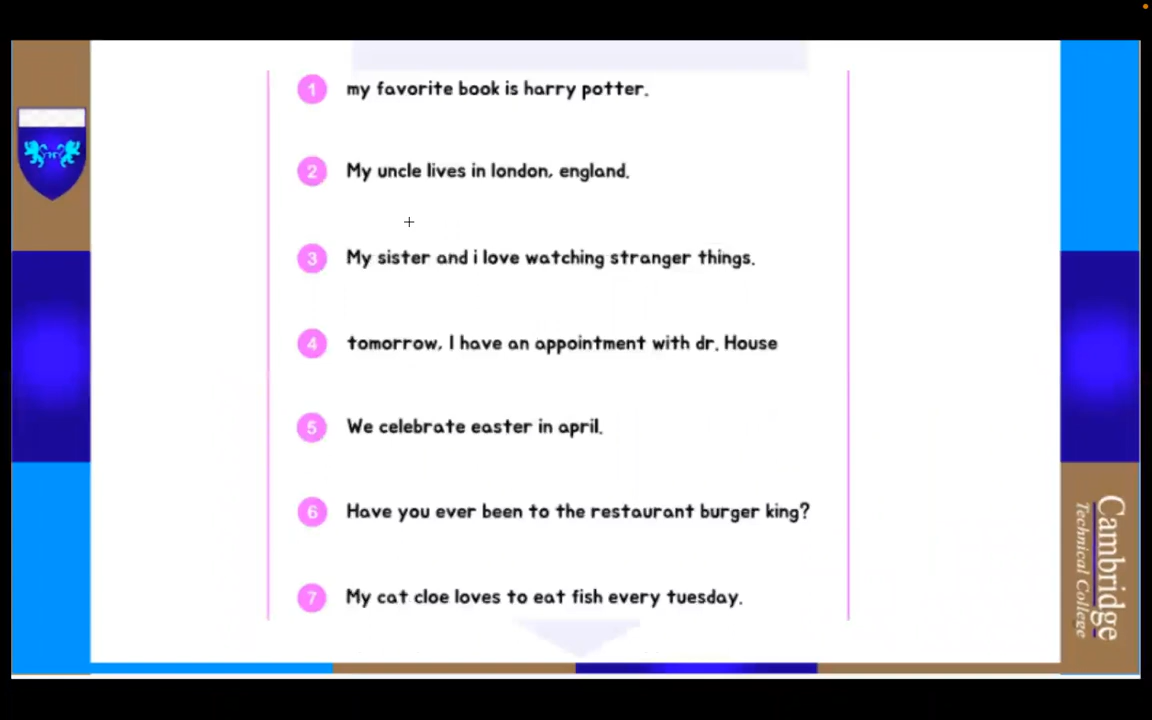 1 my favorite book is harry potter.
2 My uncle lives in london, england.
3 My sister and i love watching stranger things.
4 tomorrow, I have an appointment with dr. House
5 We celebrate easter in april.
6 Have you ever been to the restaurant burger king?
7 My cat cloe loves to eat fish every tuesday.
Cambridge
Technical College